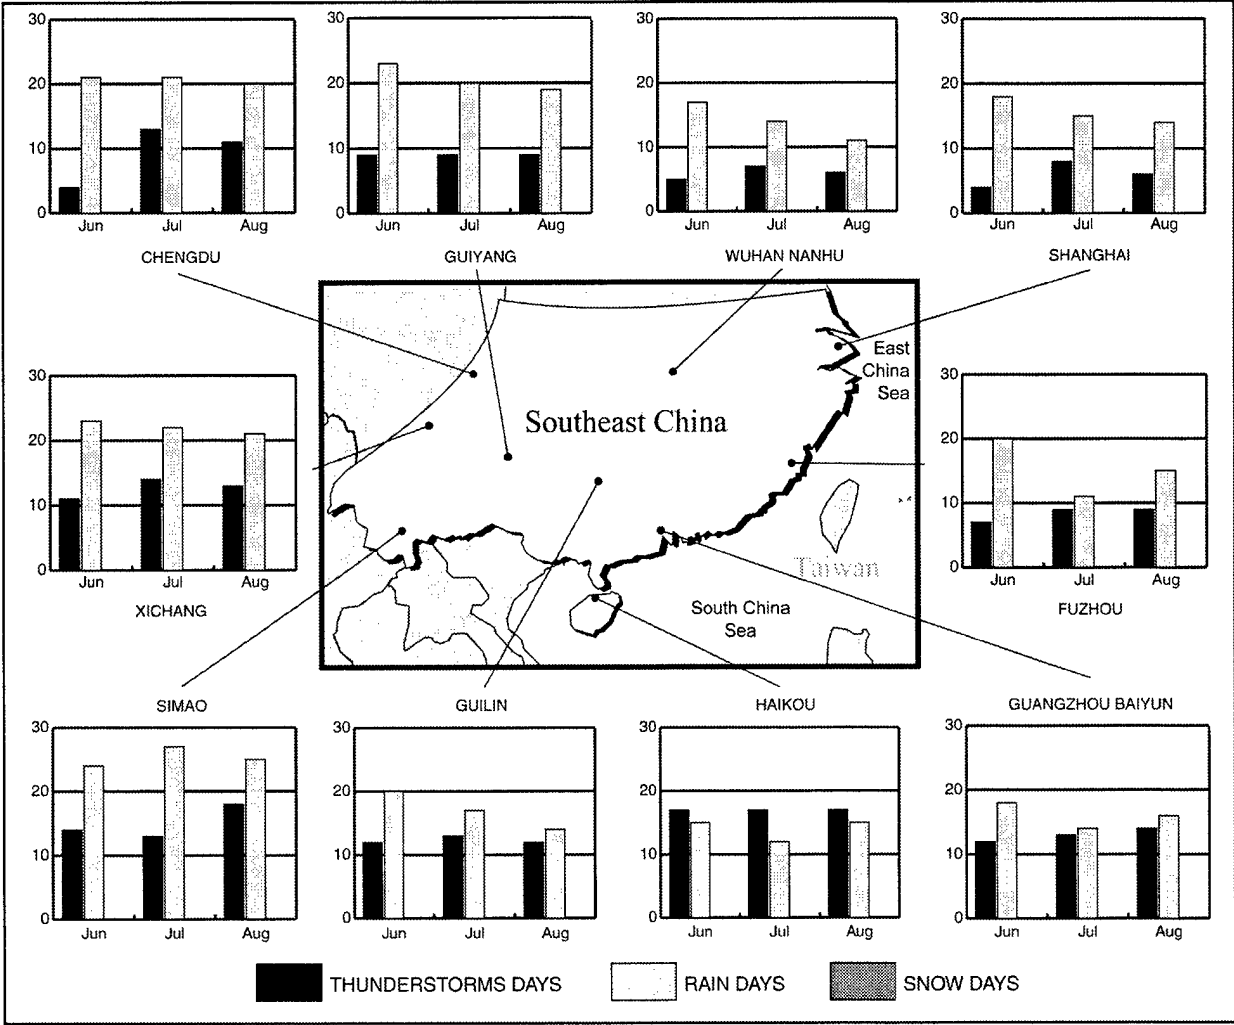 30
20
10
0
Jun Jul Aug
CHENGDU
30
20
10
0
Jun Jul Aug
GUIYANG
30
20
10
0
Jun Jul Aug
WUHAN NANHU
30
20
10
0
Jun Jul Aug
SHANGHAI
30
20
10
0
Jun Jul Aug
XICHANG
East
China
Sea
Southeast China
Taiwan
South China
Sea
30
20
10
0
Jun Jul Aug
FUZHOU
SIMAO
30
20
10
0
Jun Jul Aug
GUILIN
30
20
10
0
Jun Jul Aug
HAIKOU
30
20
10
0
Jun Jul Aug
GUANGZHOU BAIYUN
30
20
10
0
Jun Jul Aug
THUNDERSTORMS DAYS RAIN DAYS SNOW DAYS